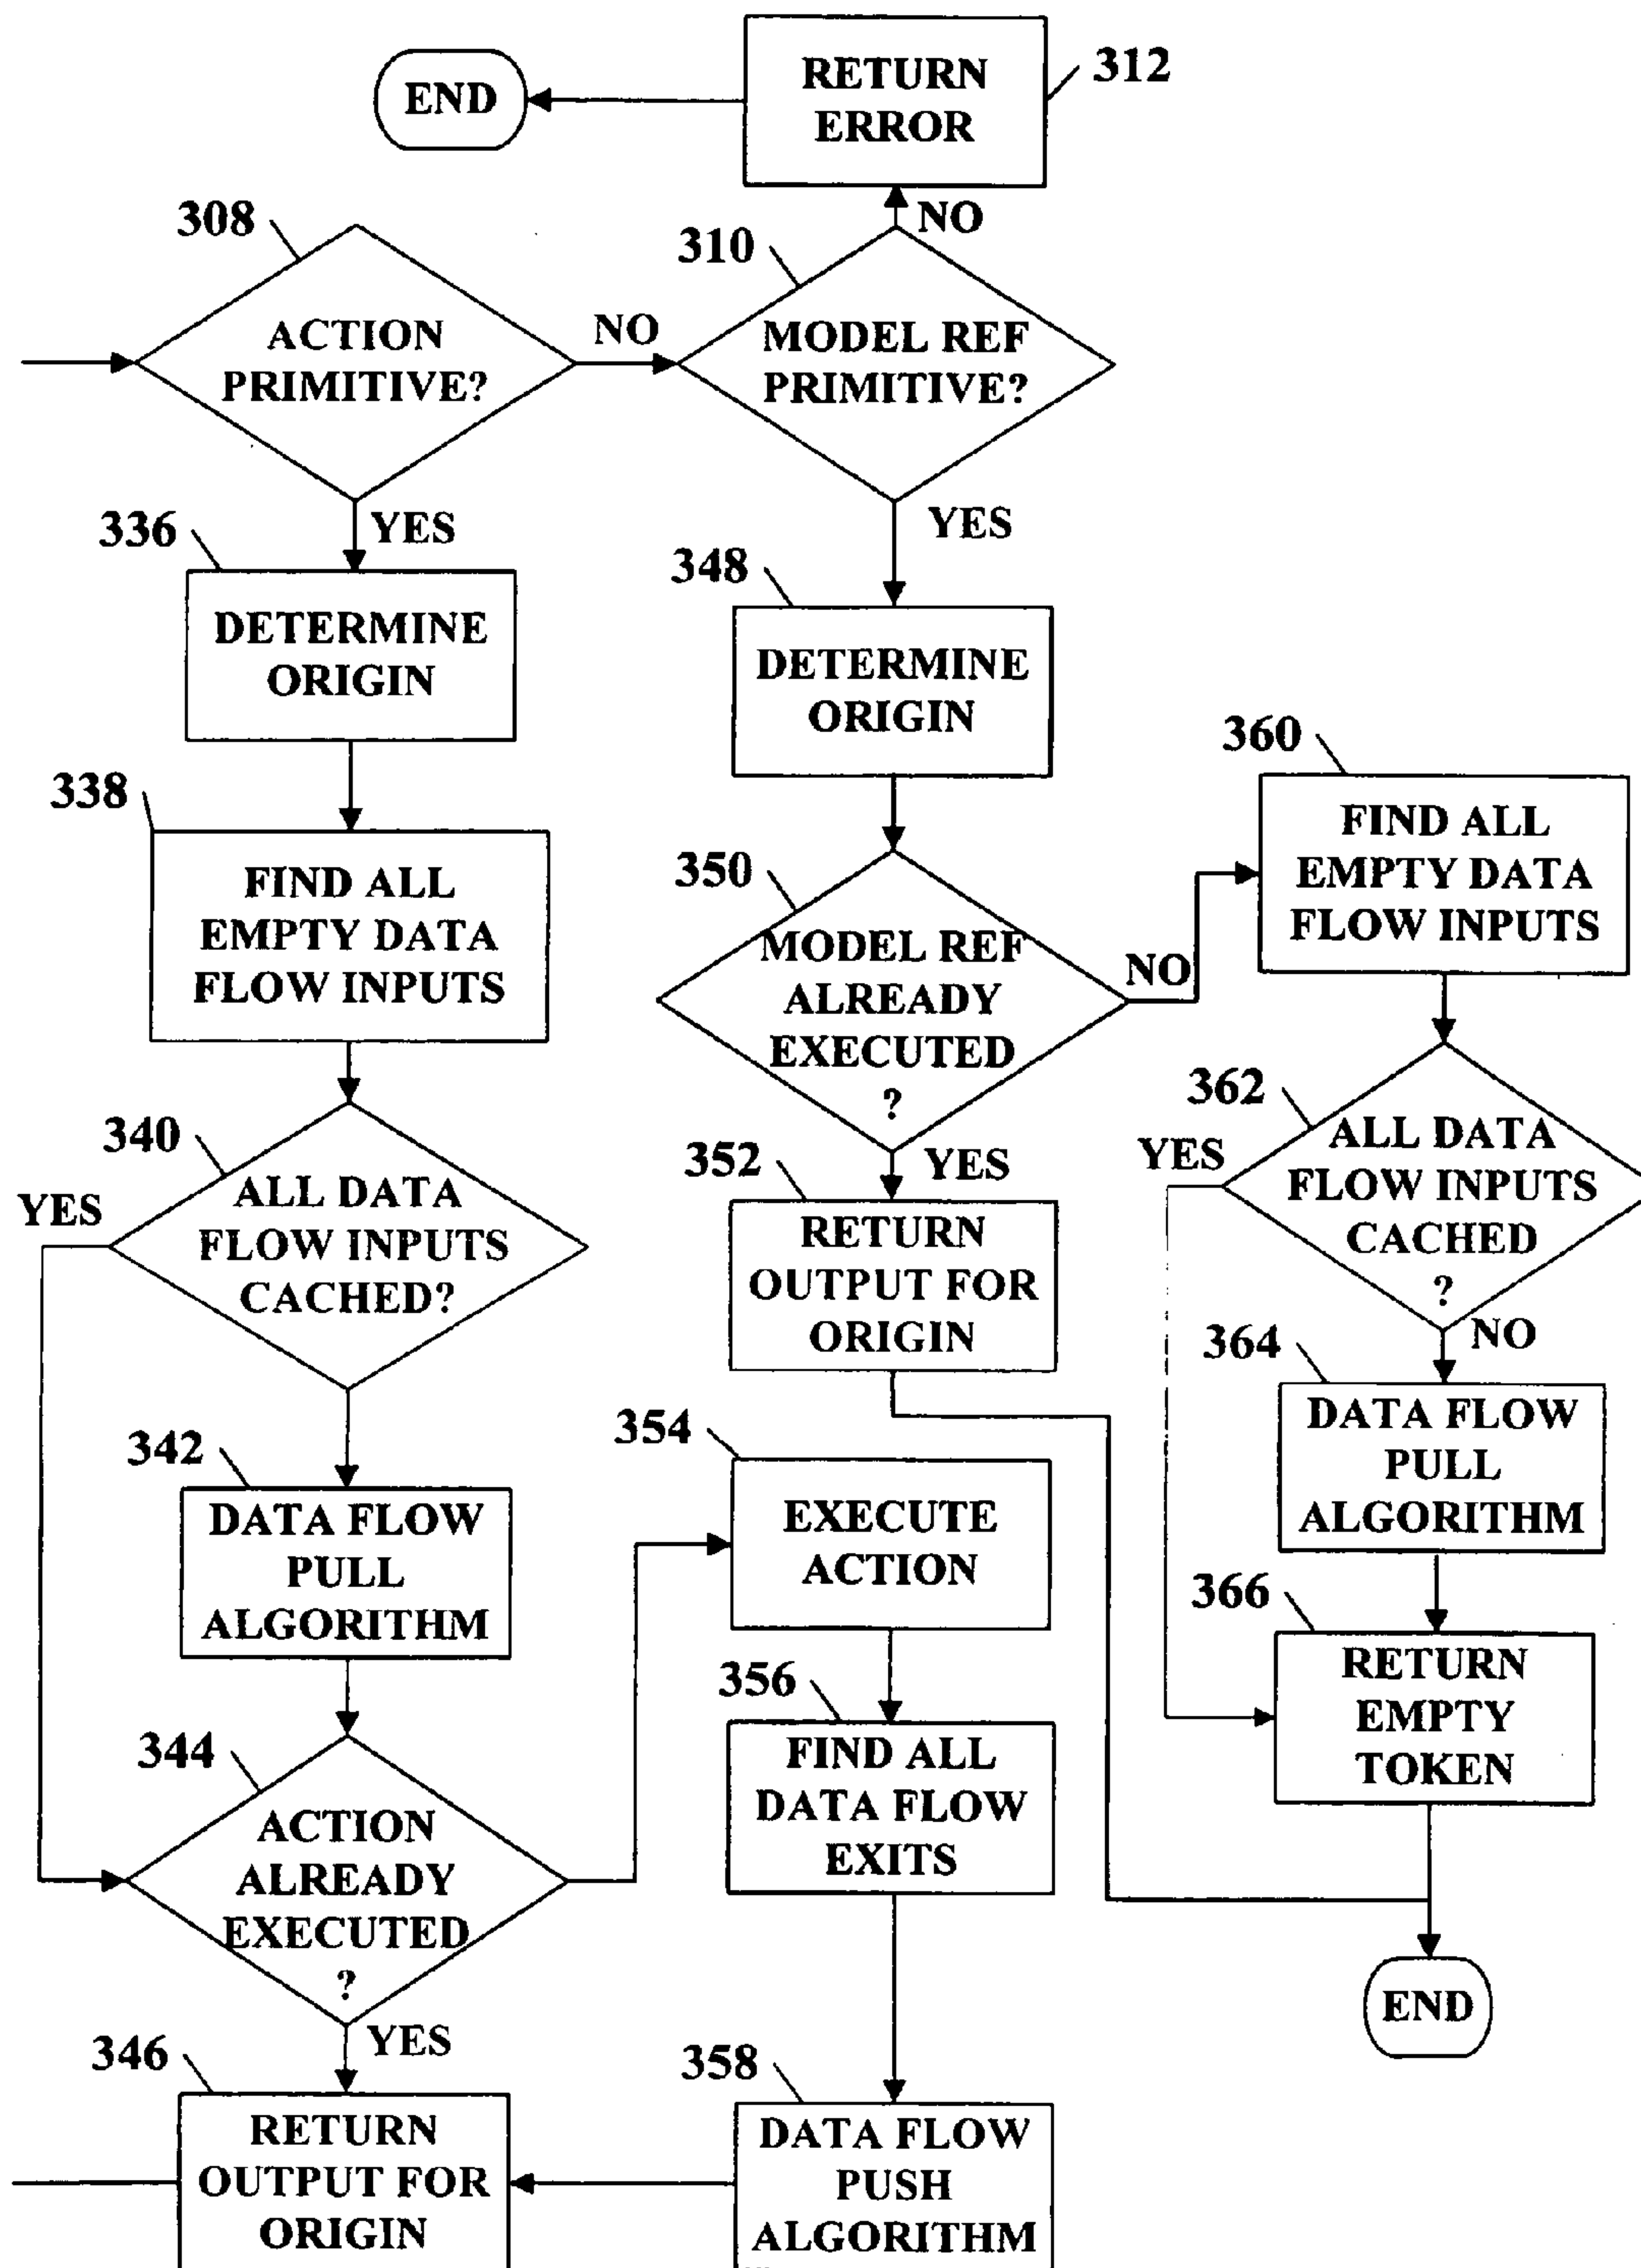 RETURN
ERROR
312
END
308
NO
310
ACTION
PRIMITIVE?
NO
MODEL REF
PRIMITIVE?
336
YES
YES
348
DETERMINE
ORIGIN
DETERMINE
ORIGIN
338
360
FIND ALL
EMPTY DATA
FLOW INPUTS
350
MODEL REF
ALREADY
EXECUTED
?
NO
FIND ALL
EMPTY DATA
FLOW INPUTS
340
YES
ALL DATA
FLOW INPUTS
CACHED?
352
YES
RETURN
OUTPUT FOR
ORIGIN
362
YES
ALL DATA
FLOW INPUTS
CACHED
?
NO
342
DATA FLOW
PULL
ALGORITHM
354
EXECUTE
ACTION
364
DATA FLOW
PULL
ALGORITHM
344
ACTION
ALREADY
EXECUTED
?
356
FIND ALL
DATA FLOW
EXITS
366
RETURN
EMPTY
TOKEN
END
346
YES
RETURN
OUTPUT FOR
ORIGIN
358
DATA FLOW
PUSH
ALGORITHM